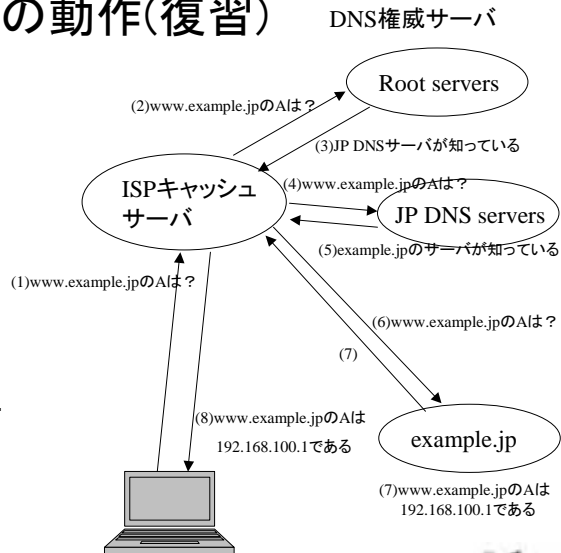 の動作(復習)
DNS権威サーバ
Root servers
(2)www.example.jpのAは？
(3)JP DNSサーバが知っている
ISPキャッシュ
サーバ
(4)www.example.jpのAは？
JP DNS servers
(5)example.jpのサーバが知っている
(1)www.example.jpのAは？
(6)www.example.jpのAは？
(7)
(8)www.example.jpのAは
192.168.100.1である
example.jp
(7)www.example.jpのAは
192.168.100.1である